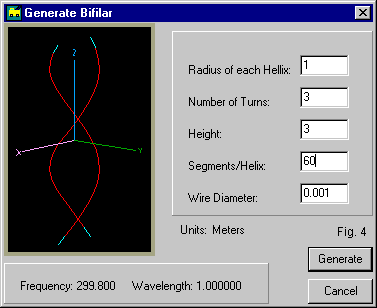 Generate Bifilar
Z
X
Y
Radius of each Hellix: 1
Number of Turns: 3
Height: 3
Segments/Helix: 60
Wire Diameter: 0.001
Units: Meters
Fig. 4
Generate
Frequency: 299.800 Wavelength: 1.000000
Cancel